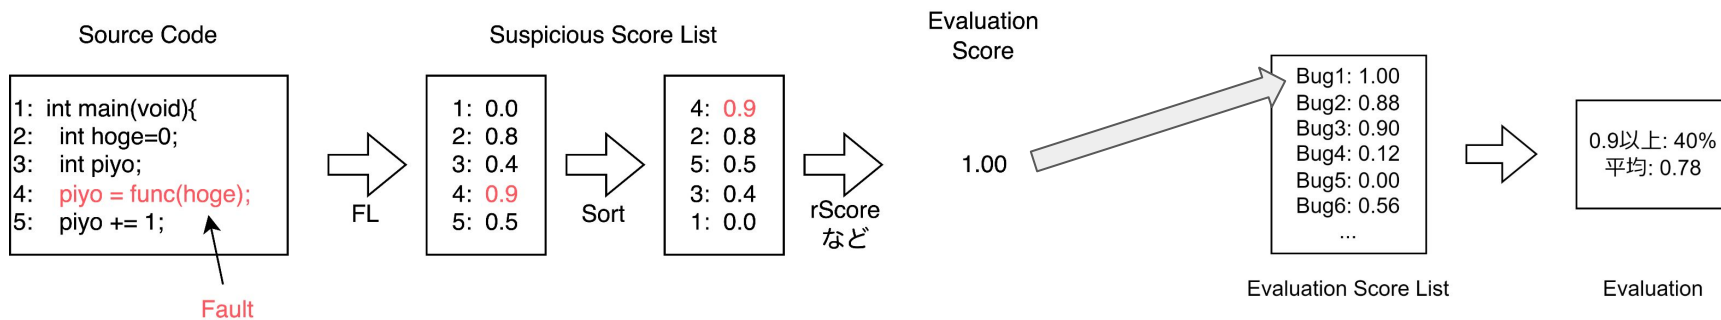 Source Code
1: int main(void){
2: int hoge=0;
3: int piyo;
4: piyo = func(hoge);
5: piyo += 1;
Fault
FL
Suspicious Score List
1: 0.0
2: 0.8
3: 0.4
4: 0.9
5: 0.5
Sort
4: 0.9
2: 0.8
5: 0.5
3: 0.4
1: 0.0
rScore
など
Evaluation
Score
1.00
Bug1: 1.00
Bug2: 0.88
Bug3: 0.90
Bug4: 0.12
Bug5: 0.00
Bug6: 0.56
...
Evaluation Score List
0.9以上: 40%
平均: 0.78
Evaluation